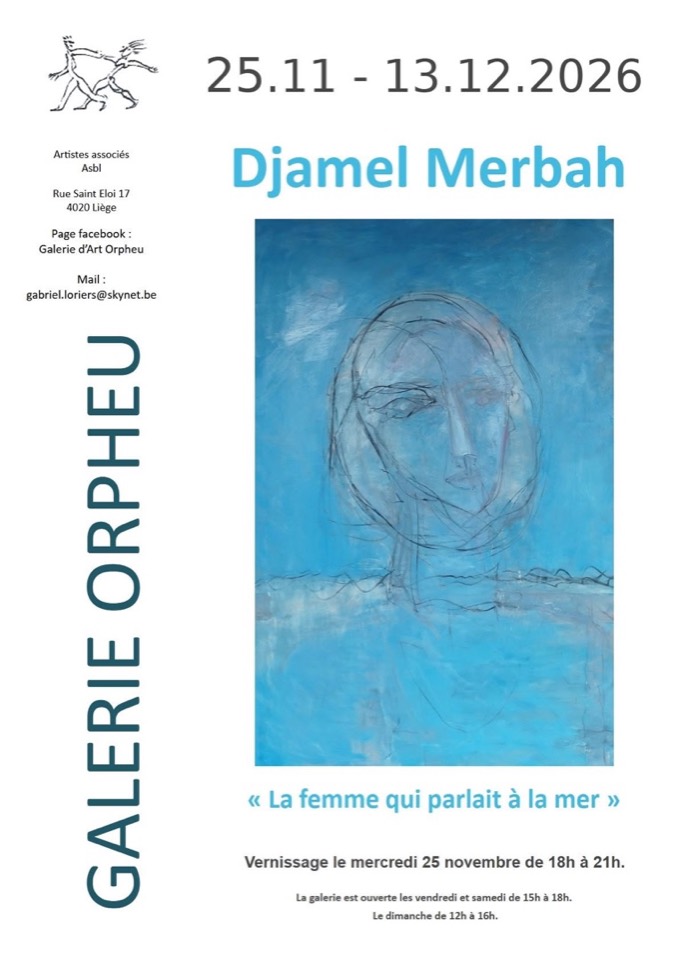 25.11 - 13.12.2026
Artistes associés
Asbl
Rue Saint Eloi 17
4020 Liège
Page facebook :
Galerie d’Art Orpheu
Mail :
gabriel.loriers@skynet.be
GALERIE ORPHEU
Djamel Merbah
« La femme qui parlait à la mer »
Vernissage le mercredi 25 novembre de 18h à 21h.
La galerie est ouverte les vendredi et samedi de 15h à 18h.
Le dimanche de 12h à 16h.